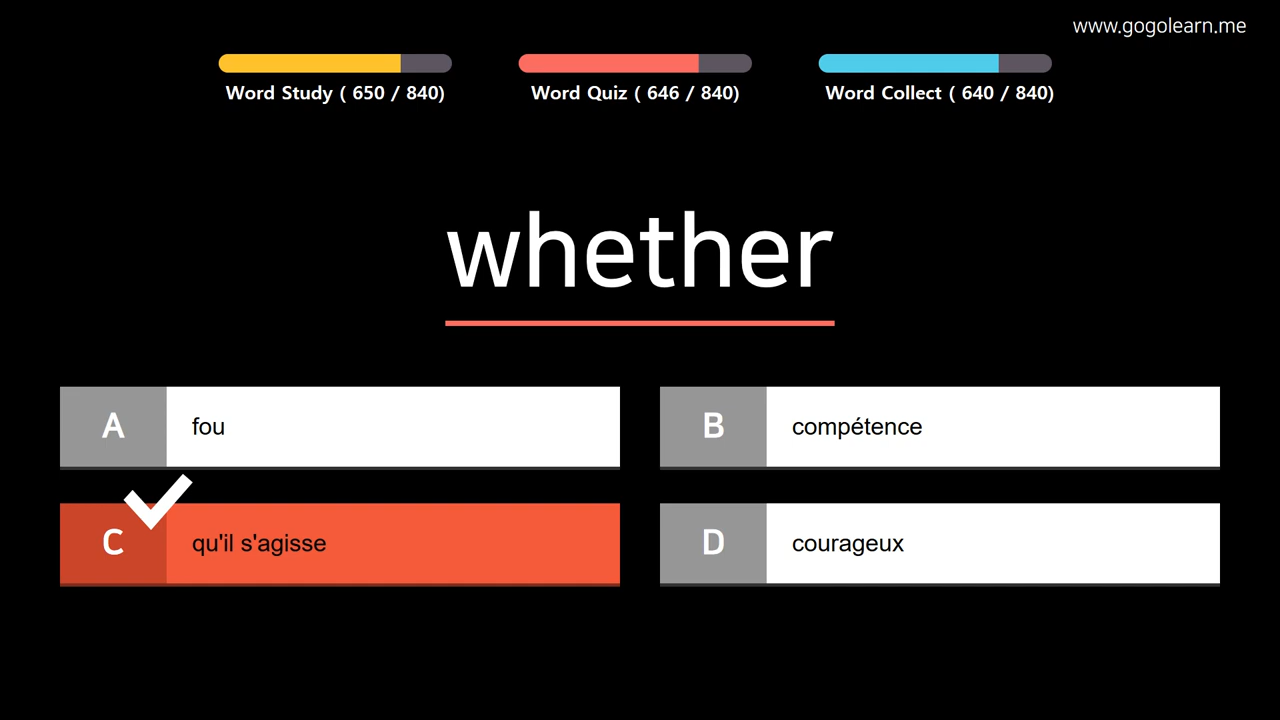 www.gogolearn.me
Word Study ( 650 / 840)
Word Quiz ( 646 / 840)
Word Collect ( 640 / 840)
whether
A fou
B compétence
C qu'il s'agisse
D courageux